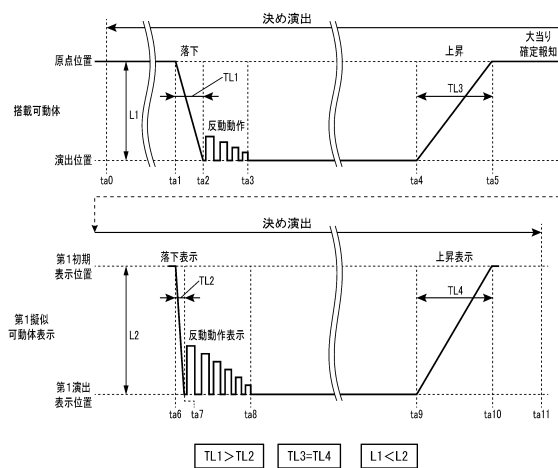 決め演出
大当り
確定報知
原点位置
落下
上昇
TL1
TL3
搭載可動体
L1
反動動作
演出位置
ta0
ta1
ta2
ta3
ta4
ta5
決め演出
第1初期
表示位置
落下表示
上昇表示
TL2
TL4
第1擬似
可動体表示
L2
反動動作表示
第1演出
表示位置
ta6
ta7
ta8
ta9
ta10
ta11
TL1>TL2
TL3=TL4
L1<L2